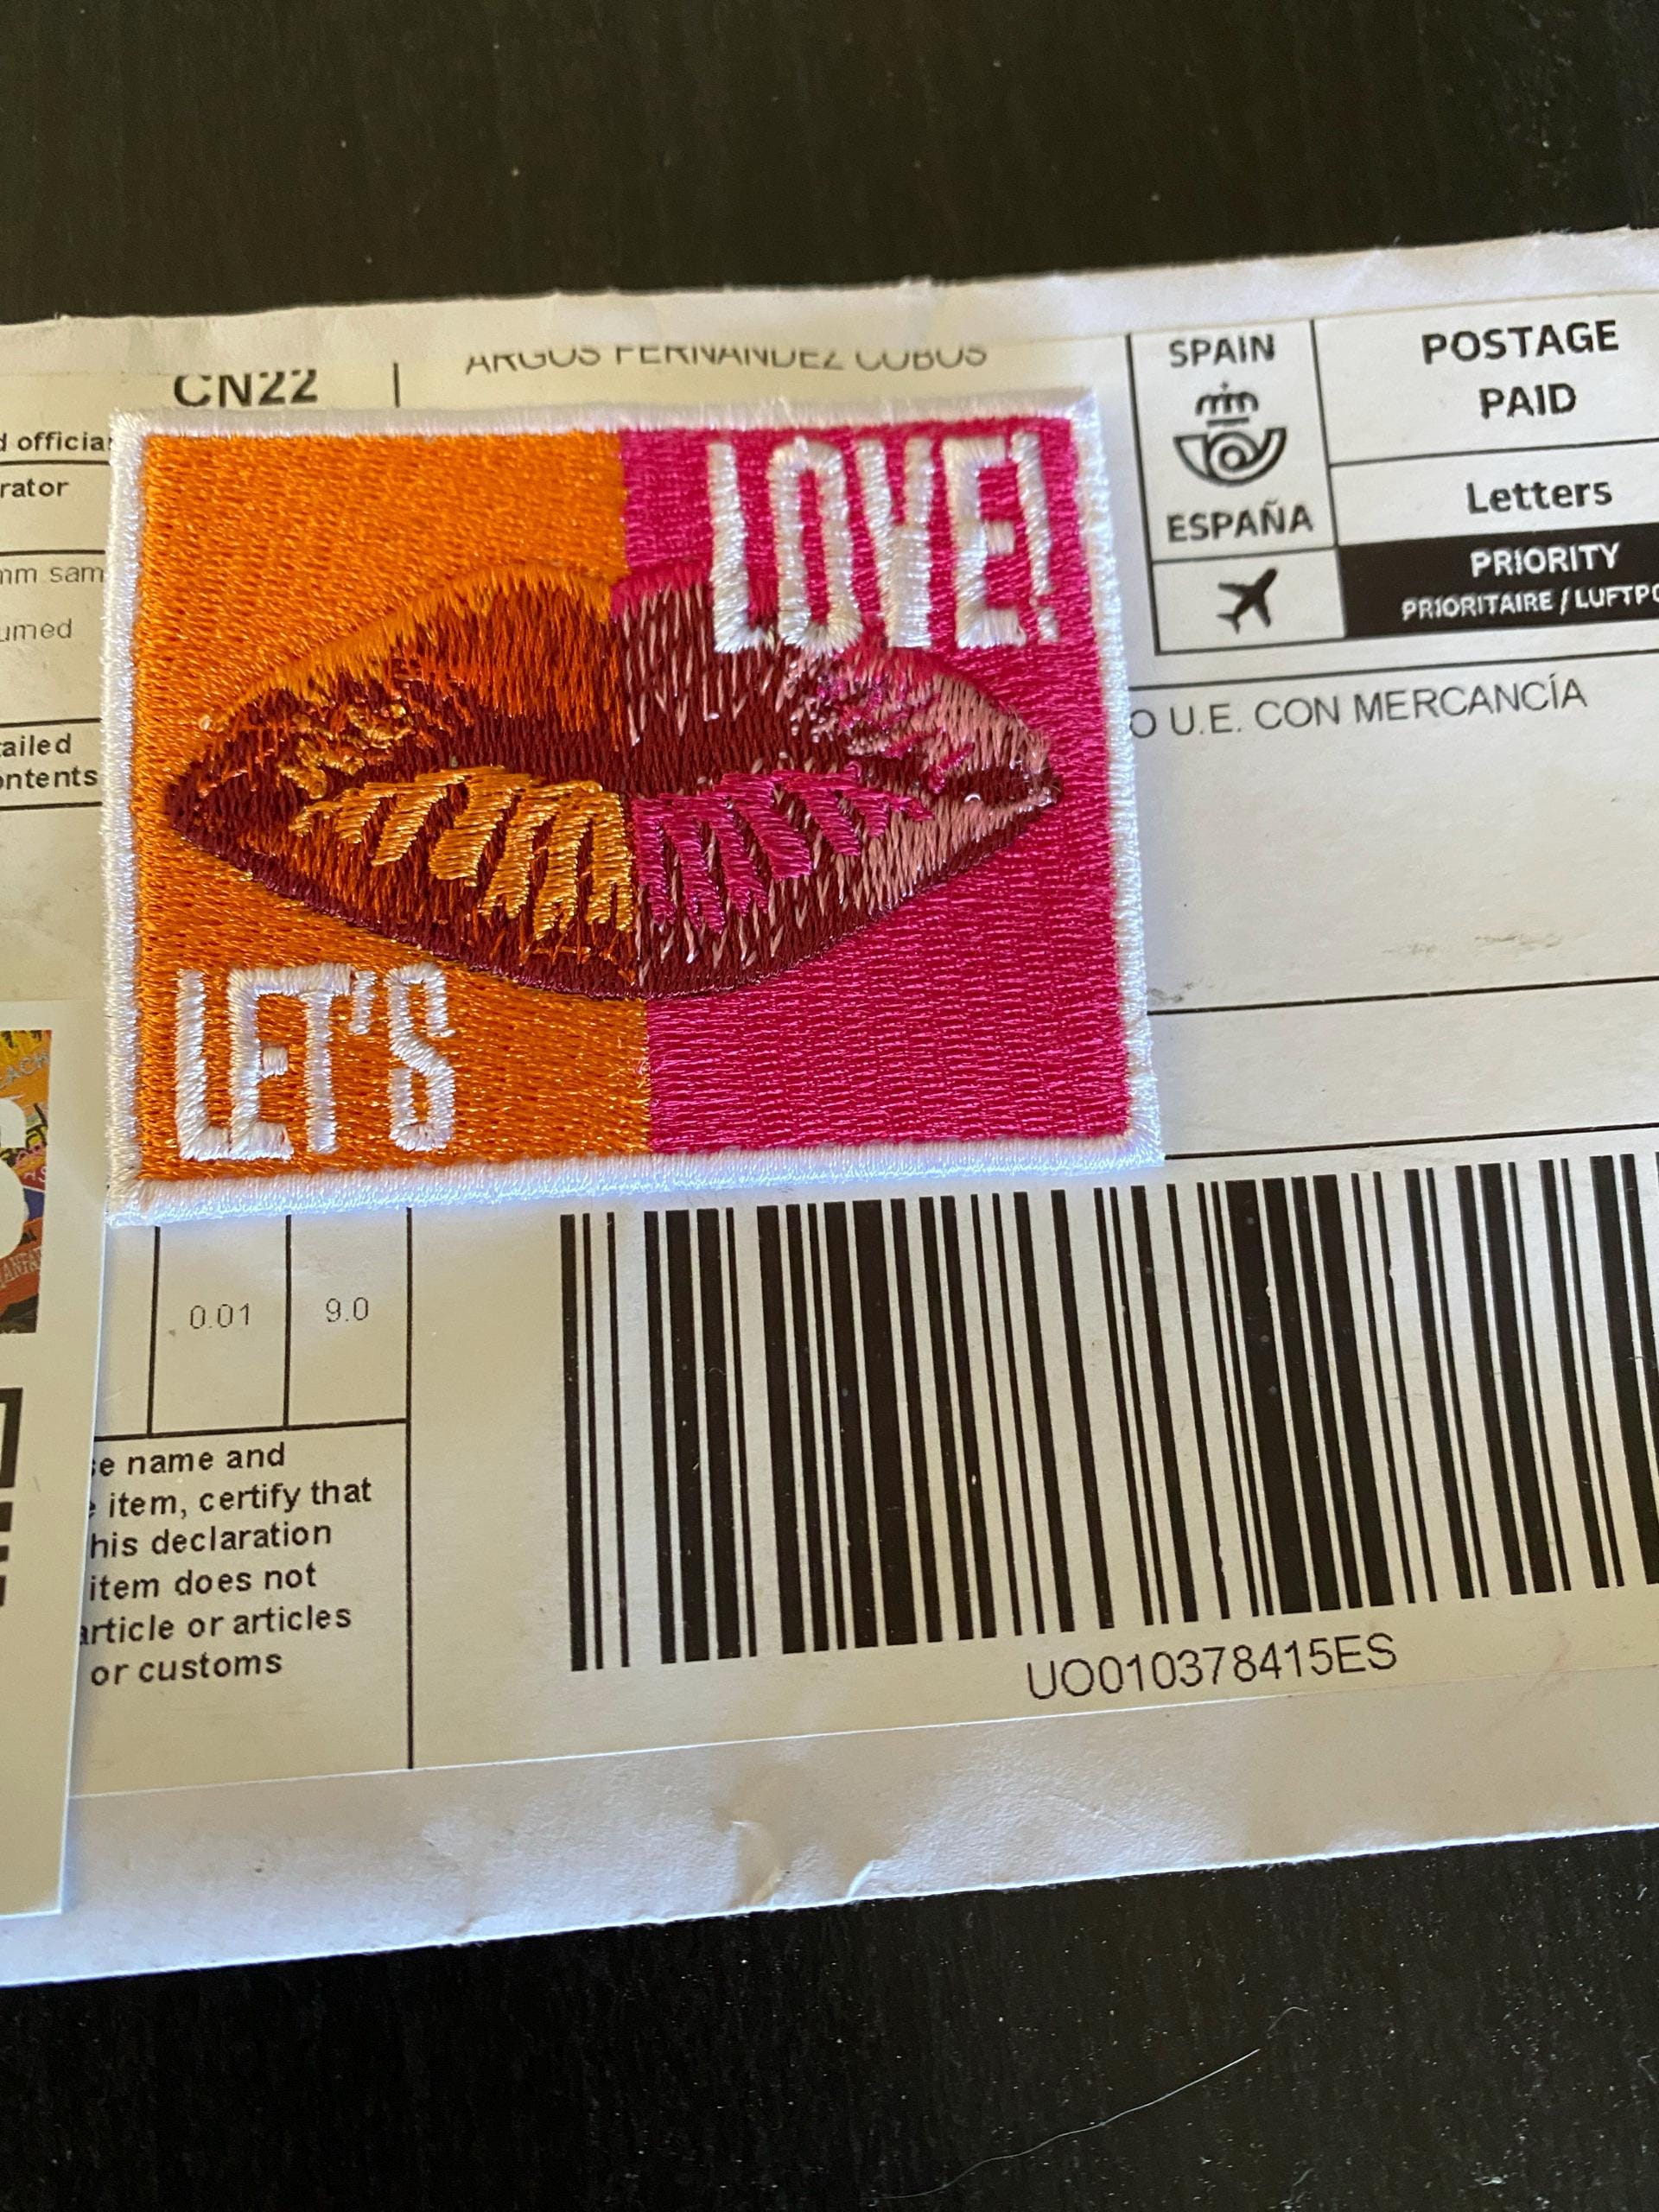 CN22
ARGOS FERNANDEZ COBOS
SPAIN
ESPAÑA
POSTAGE
PAID
Letters
PRIORITY
PRIORITAIRE / LUFTPO
O U.E. CON MERCANCÍA
d official
rator
mm sam
umed
ailed
ontents
LOVE!
LET'S
0.01
9.0
se name and
e item, certify that
his declaration
item does not
article or articles
or customs
UO010378415ES